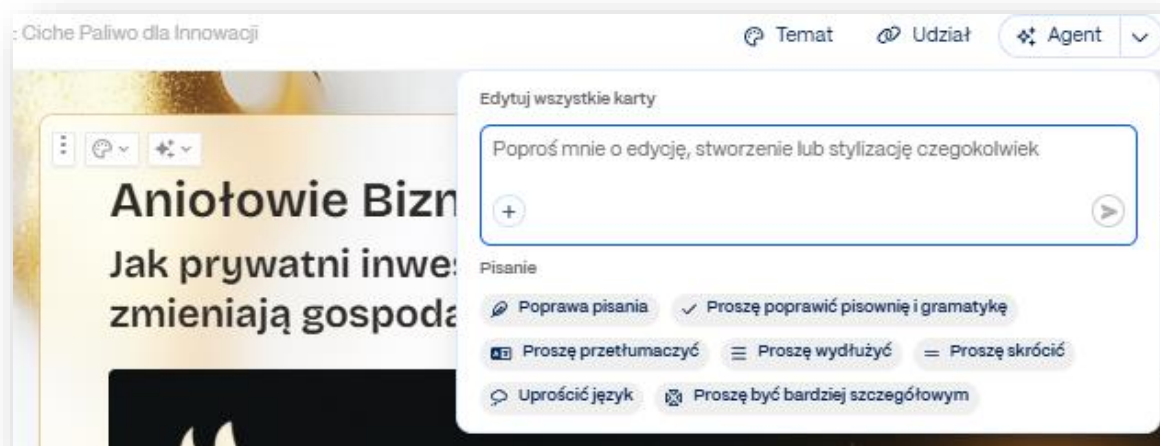 : Ciche Paliwo dla Innowacji
Temat
Udział
Agent
Edytuj wszystkie karty
Poproś mnie o edycję, stworzenie lub stylizację czegokolwiek
Aniołowie Bizn
Jak prywatni inwes
zmieniają gospoda
Pisanie
Poprawa pisania
Proszę poprawić pisownię i gramatykę
Proszę przetłumaczyć
Proszę wydłużyć
Proszę skrócić
Uprościć język
Proszę być bardziej szczegółowym